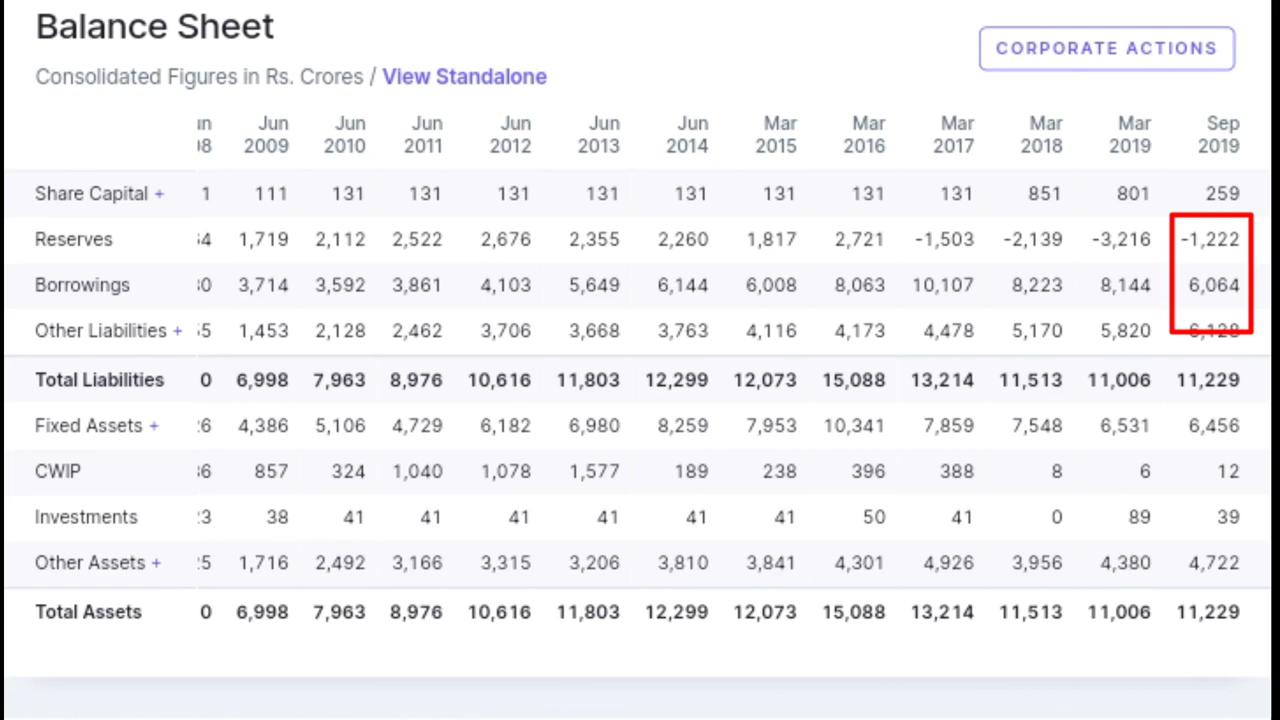 Balance Sheet
CORPORATE ACTIONS
Consolidated Figures in Rs. Crores / View Standalone
Jun Jun Jun Jun Jun Jun Mar Mar Mar Mar Mar Sep
2009 2010 2011 2012 2013 2014 2015 2016 2017 2018 2019 2019
Share Capital + 1 111 131 131 131 131 131 131 131 131 851 801 259
Reserves 1,719 2,112 2,522 2,676 2,355 2,260 1,817 2,721 -1,503 -2,139 -3,216 -1,222
Borrowings 3,714 3,592 3,861 4,103 5,649 6,144 6,008 8,063 10,107 8,223 8,144 6,064
Other Liabilities + 1,453 2,128 2,462 3,706 3,668 3,763 4,116 4,173 4,478 5,170 5,820 6,128
Total Liabilities 0 6,998 7,963 8,976 10,616 11,803 12,299 12,073 15,088 13,214 11,513 11,006 11,229
Fixed Assets + 4,386 5,106 4,729 6,182 6,980 8,259 7,953 10,341 7,859 7,548 6,531 6,456
CWIP 857 324 1,040 1,078 1,577 189 238 396 388 8 6 12
Investments 38 41 41 41 41 41 41 50 41 0 89 39
Other Assets + 1,716 2,492 3,166 3,315 3,206 3,810 3,841 4,301 4,926 3,956 4,380 4,722
Total Assets 0 6,998 7,963 8,976 10,616 11,803 12,299 12,073 15,088 13,214 11,513 11,006 11,229